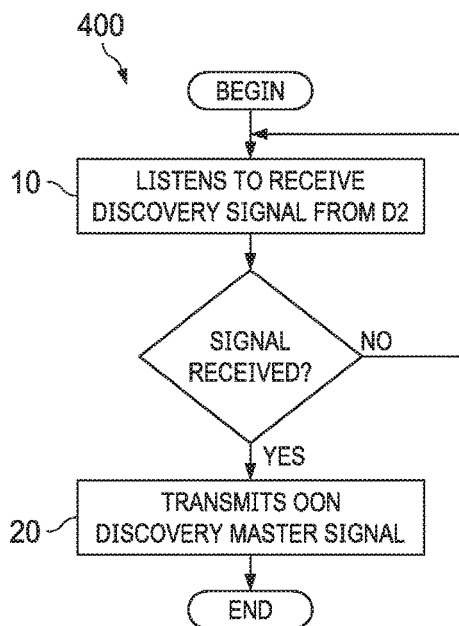 400
BEGIN
10
LISTENS TO RECEIVE
DISCOVERY SIGNAL FROM D2
SIGNAL
RECEIVED?
NO
YES
20
TRANSMITS OON
DISCOVERY MASTER SIGNAL
END